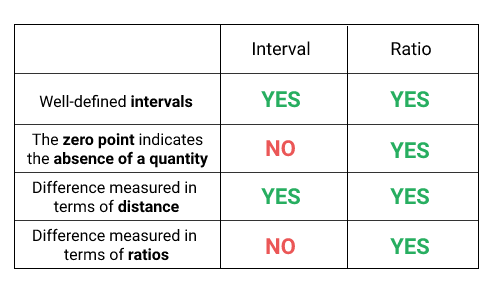 Interval Ratio
Well-defined intervals YES YES
The zero point indicates
the absence of a quantity NO YES
Difference measured in
terms of distance YES YES
Difference measured in
terms of ratios NO YES